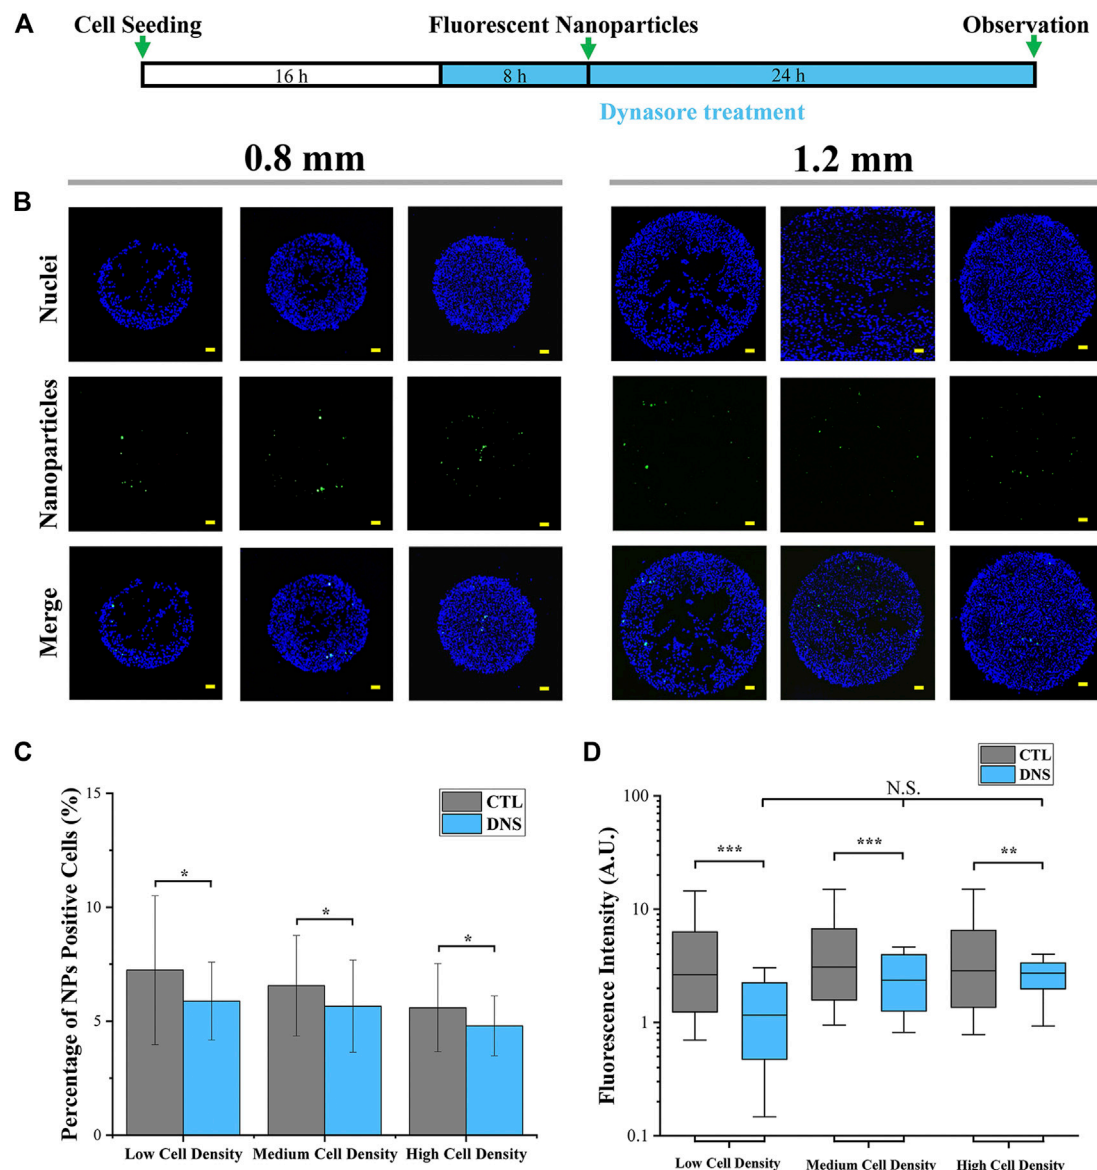 A
Cell Seeding
Fluorescent Nanoparticles
Observation
16 h
8 h
24 h
Dynasore treatment
0.8 mm
1.2 mm
B
Nuclei
Nanoparticles
Merge
C
CTL
DNS
15
10
5
0
Percentage of NPs Positive Cells (%)
*
*
*
Low Cell Density
Medium Cell Density
High Cell Density
D
CTL
DNS
N.S.
100
10
1
0.1
Fluorescence Intensity (A.U.)
***
***
**
Low Cell Density
Medium Cell Density
High Cell Density